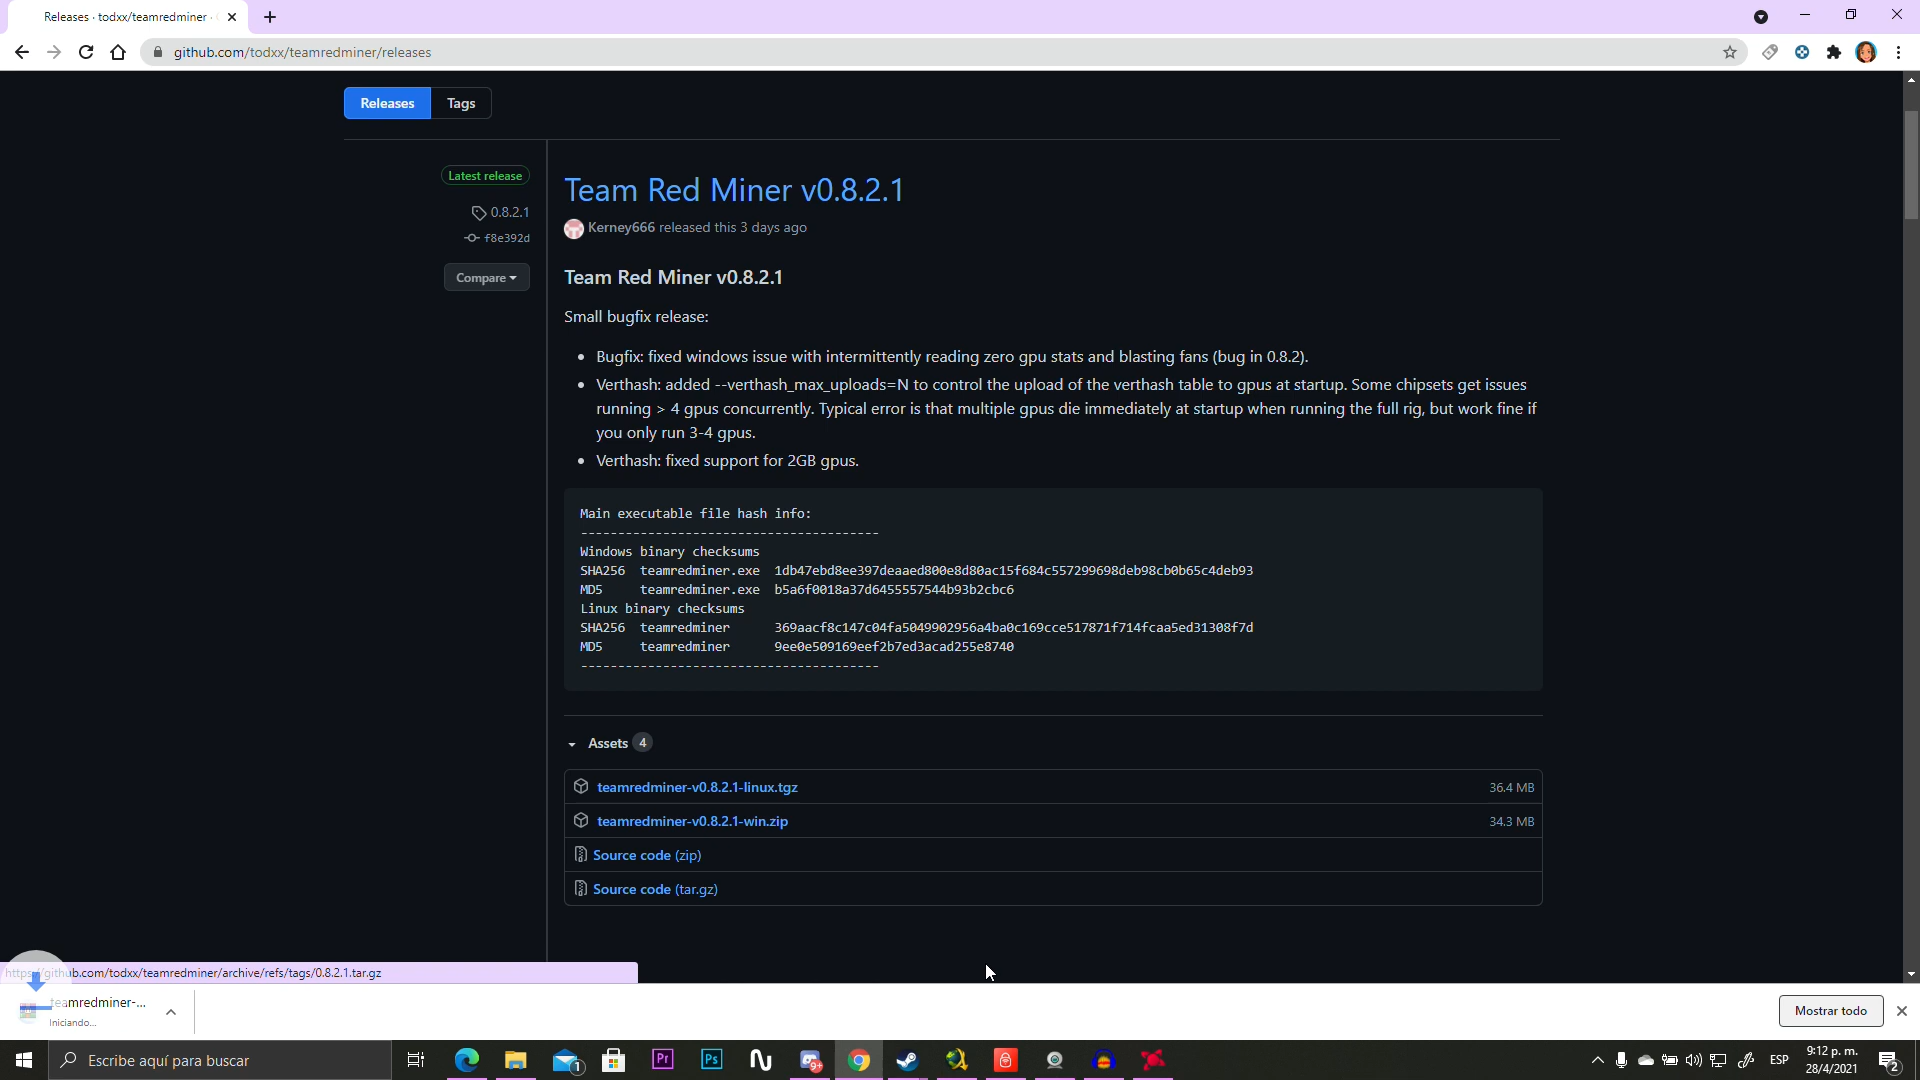 Releases · todxx/teamredminer ·
github.com/todxx/teamredminer/releases
Releases
Tags
Latest release
0.8.2.1
f8e392d
Compare
Team Red Miner v0.8.2.1
Kerney666 released this 3 days ago
Team Red Miner v0.8.2.1
Small bugfix release:
• Bugfix: fixed windows issue with intermittently reading zero gpu stats and blasting fans (bug in 0.8.2).
• Verthash: added --verthash_max_uploads=N to control the upload of the verthash table to gpus at startup. Some chipsets get issues
running > 4 gpus concurrently. Typical error is that multiple gpus die immediately at startup when running the full rig, but work fine if
you only run 3-4 gpus.
• Verthash: fixed support for 2GB gpus.
Main executable file hash info:
----------------------------------------
Windows binary checksums
SHA256 teamredminer.exe 1db47ebd8ee397deaaed800e8d80ac15f684c557299698deb98cb0b65c4deb93
MD5 teamredminer.exe b5a6f0018a37d6455557544b93b2cbc6
Linux binary checksums
SHA256 teamredminer 369aacf8c147c04fa5049902956a4ba0c169cce517871f714fcaa5ed31308f7d
MD5 teamredminer 9ee0e509169eef2b7ed3acad255e8740
----------------------------------------
Assets 4
teamredminer-v0.8.2.1-linux.tgz 36.4 MB
teamredminer-v0.8.2.1-win.zip 34.3 MB
Source code (zip)
Source code (tar.gz)
https://github.com/todxx/teamredminer/archive/refs/tags/0.8.2.1.tar.gz
teamredminer-...
Iniciando...
Mostrar todo
Escribe aquí para buscar
1
Pr
Ps
9+
ESP
9:12 p. m.
28/4/2021
2